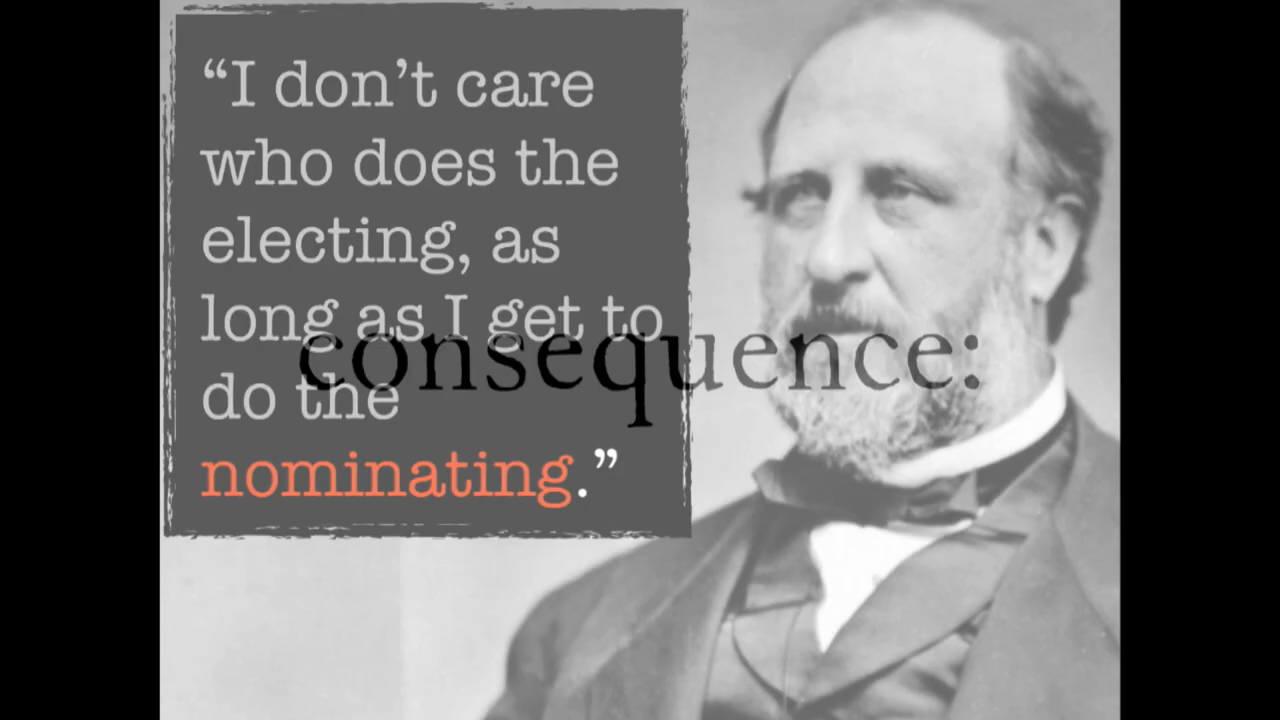 “I don’t care
who does the
electing, as
long as I get to
do the
nominating.”
consequence: